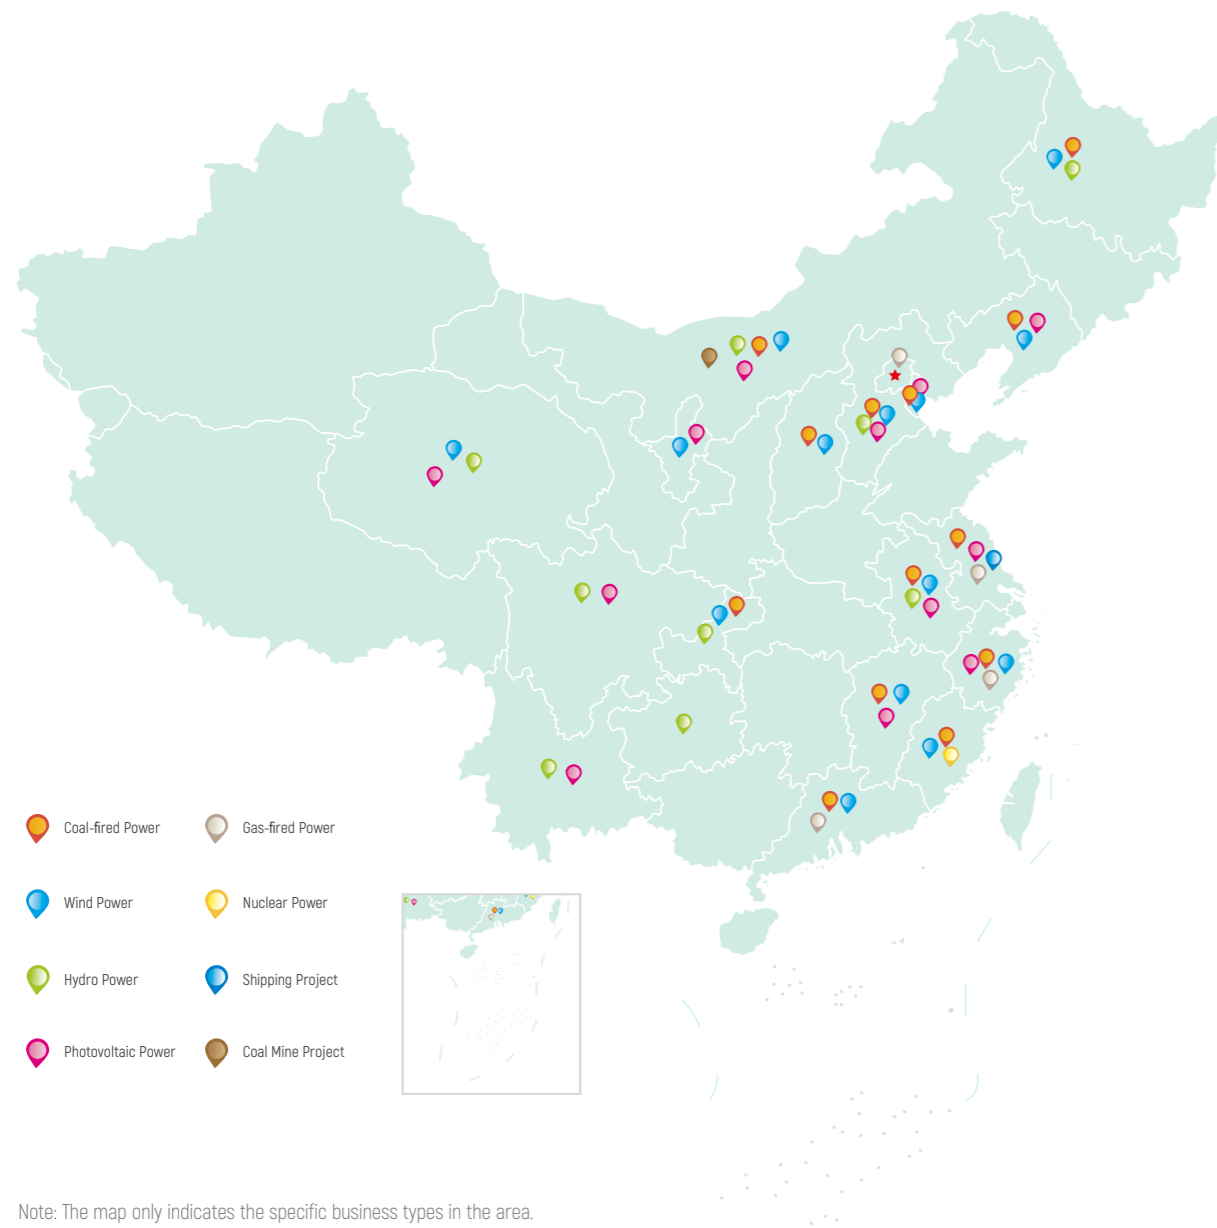 Coal-fired Power
Gas-fired Power
Wind Power
Nuclear Power
Hydro Power
Shipping Project
Photovoltaic Power
Coal Mine Project
Note: The map only indicates the specific business types in the area.